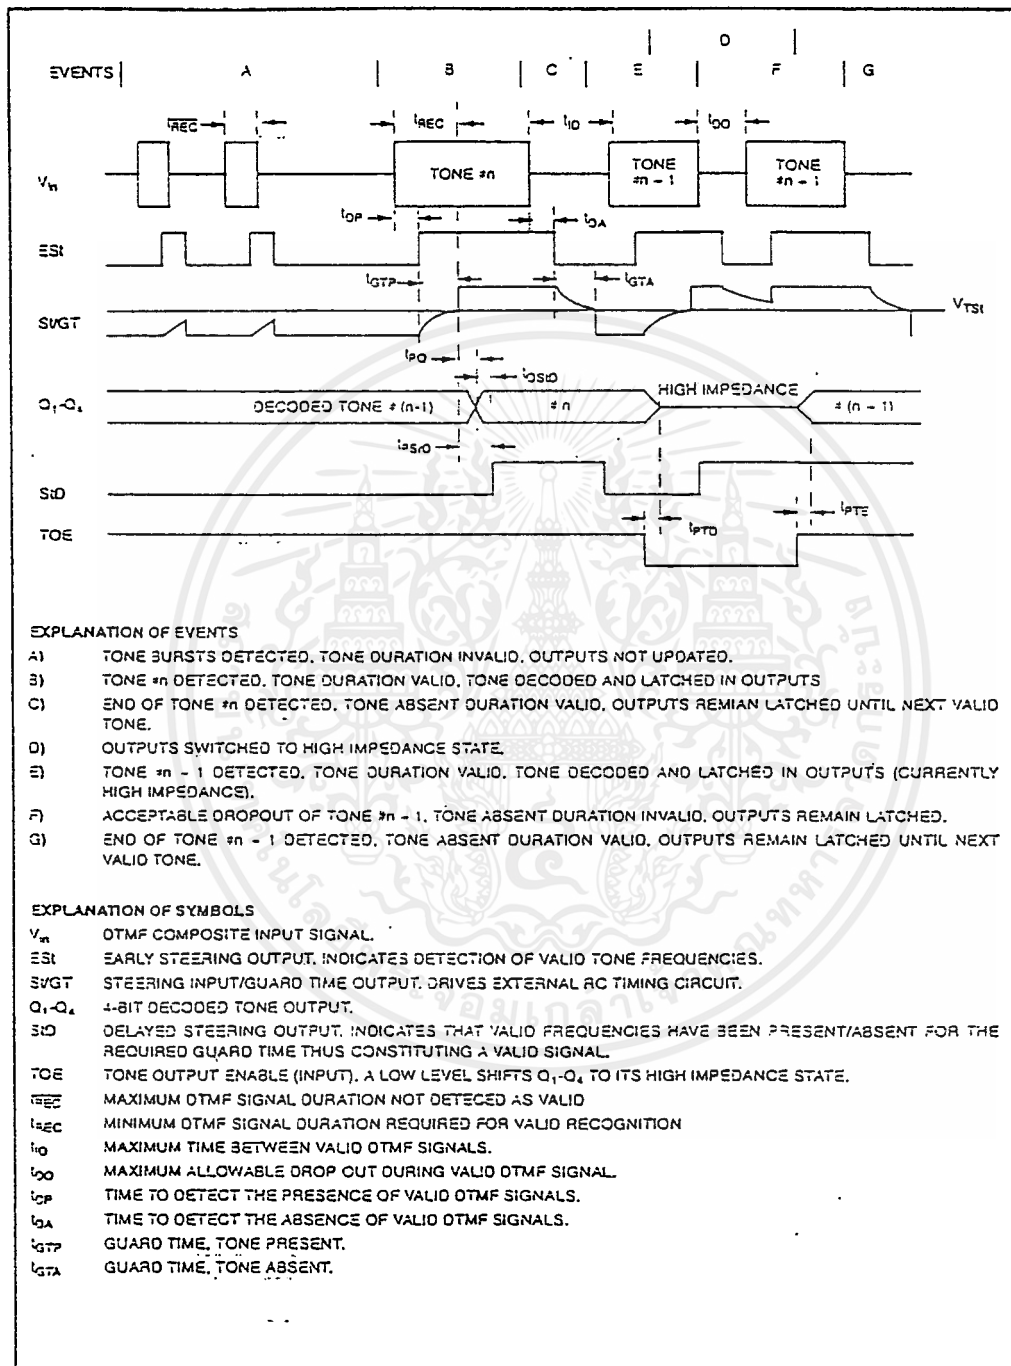 D
EVENTS A B C E F G
tREC tREC tID tDO
Vin TONE #n TONE #n - 1 TONE #n - 1
tDP tDA
ESt
tGTP tGTA
St/GT VTSt
tPQ tQStD
HIGH IMPEDANCE
Q1-Q4 DECODED TONE # (n-1) # n # (n - 1)
tPStD
StD
tPTD tPTE
TOE
EXPLANATION OF EVENTS
A) TONE BURSTS DETECTED, TONE DURATION INVALID, OUTPUTS NOT UPDATED.
B) TONE #n DETECTED, TONE DURATION VALID, TONE DECODED AND LATCHED IN OUTPUTS
C) END OF TONE #n DETECTED, TONE ABSENT DURATION VALID, OUTPUTS REMIAN LATCHED UNTIL NEXT VALID
TONE.
D) OUTPUTS SWITCHED TO HIGH IMPEDANCE STATE.
E) TONE #n - 1 DETECTED, TONE DURATION VALID, TONE DECODED AND LATCHED IN OUTPUTS (CURRENTLY
HIGH IMPEDANCE).
F) ACCEPTABLE DROPOUT OF TONE #n - 1, TONE ABSENT DURATION INVALID, OUTPUTS REMAIN LATCHED.
G) END OF TONE #n - 1 DETECTED, TONE ABSENT DURATION VALID, OUTPUTS REMAIN LATCHED UNTIL NEXT
VALID TONE.
EXPLANATION OF SYMBOLS
Vin DTMF COMPOSITE INPUT SIGNAL.
ESt EARLY STEERING OUTPUT. INDICATES DETECTION OF VALID TONE FREQUENCIES.
St/GT STEERING INPUT/GUARD TIME OUTPUT. DRIVES EXTERNAL RC TIMING CIRCUIT.
Q1-Q4 4-BIT DECODED TONE OUTPUT.
StD DELAYED STEERING OUTPUT. INDICATES THAT VALID FREQUENCIES HAVE BEEN PRESENT/ABSENT FOR THE
REQUIRED GUARD TIME THUS CONSTITUTING A VALID SIGNAL.
TOE TONE OUTPUT ENABLE (INPUT). A LOW LEVEL SHIFTS Q1-Q4 TO ITS HIGH IMPEDANCE STATE.
tREC MAXIMUM DTMF SIGNAL DURATION NOT DETECED AS VALID
tREC MINIMUM DTMF SIGNAL DURATION REQUIRED FOR VALID RECOGNITION
tID MAXIMUM TIME BETWEEN VALID DTMF SIGNALS.
tDO MAXIMUM ALLOWABLE DROP OUT DURING VALID DTMF SIGNAL.
tDP TIME TO DETECT THE PRESENCE OF VALID DTMF SIGNALS.
tDA TIME TO DETECT THE ABSENCE OF VALID DTMF SIGNALS.
tGTP GUARD TIME, TONE PRESENT.
tGTA GUARD TIME, TONE ABSENT.